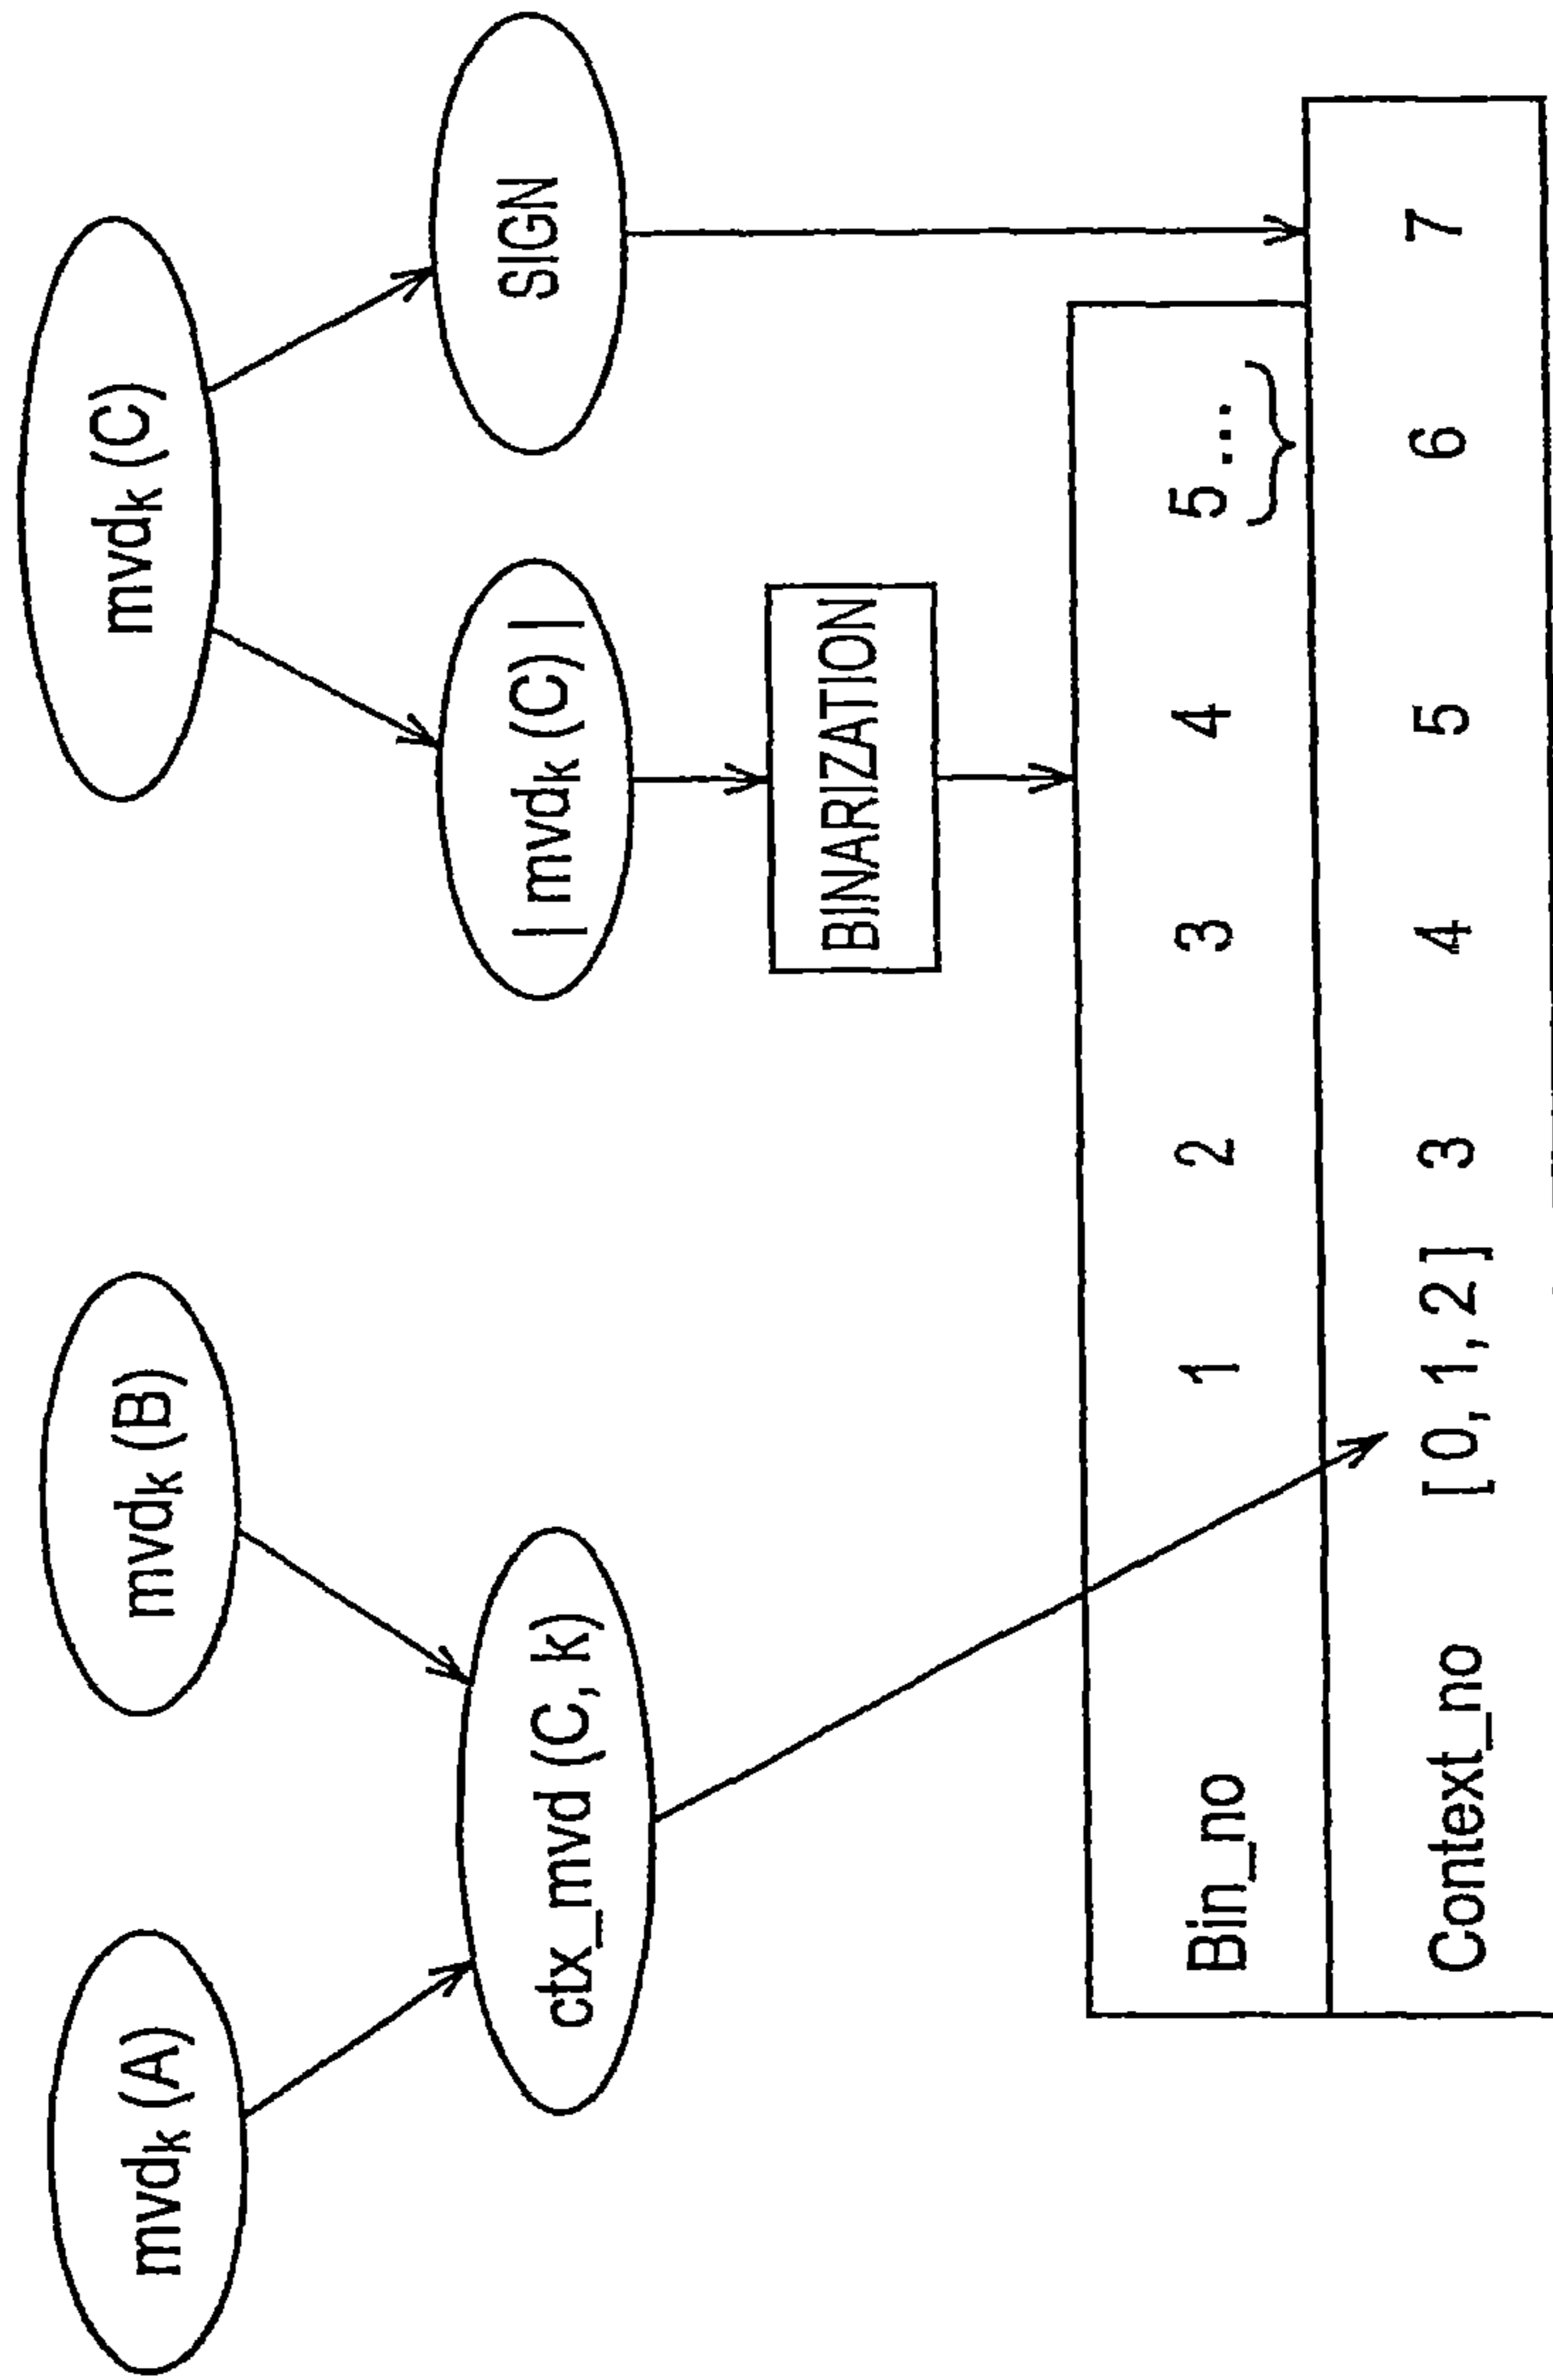 mvdk (A)
mvdk (B)
mvdk (C)
ctx_mvd (C, k)
| mvdk (C) |
SIGN
BINARIZATION
Bin_no 1 2 3 4 5...
Context_no [0, 1, 2] 3 4 5 6 7